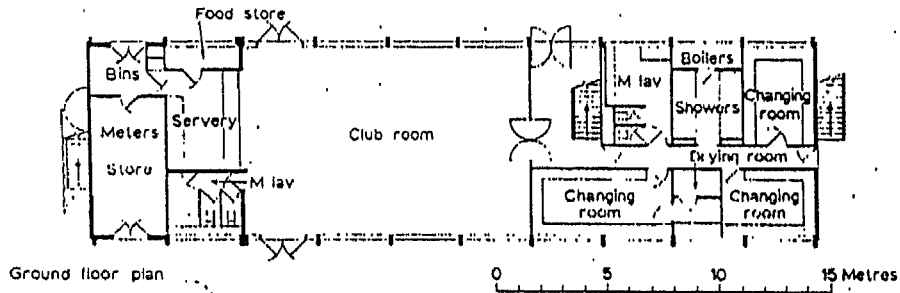 Food store
Bins
Boilers
M lav
Meters
Servery
Club room
Showers
Changing
room
Store
Drying room
M lav
Changing
room
Changing
room
Ground floor plan
0 5 10 15 Metres